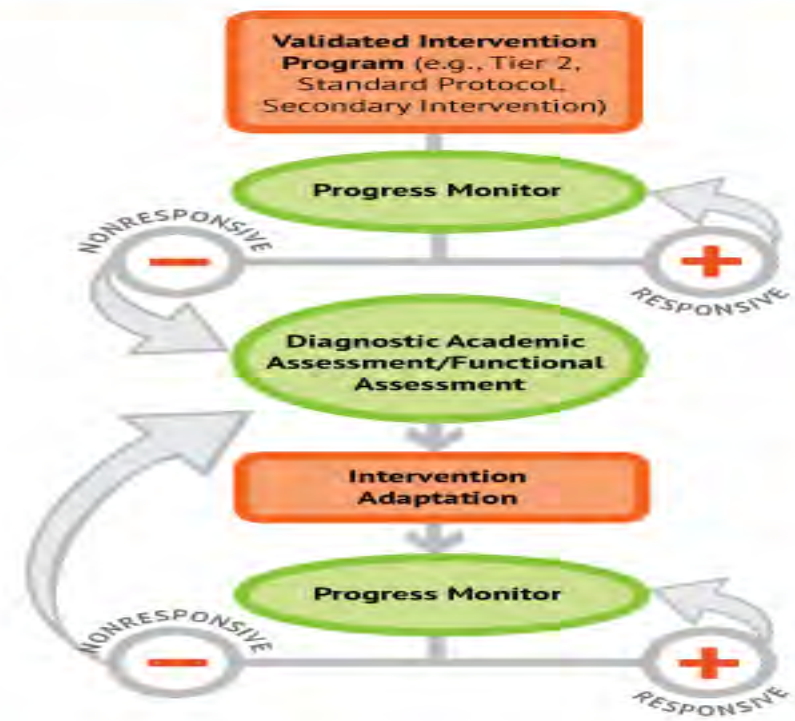 Validated Intervention
Program (e.g., Tier 2,
Standard Protocol,
Secondary Intervention)
Progress Monitor
NONRESPONSIVE
RESPONSIVE
Diagnostic Academic
Assessment/Functional
Assessment
Intervention
Adaptation
Progress Monitor
NONRESPONSIVE
RESPONSIVE